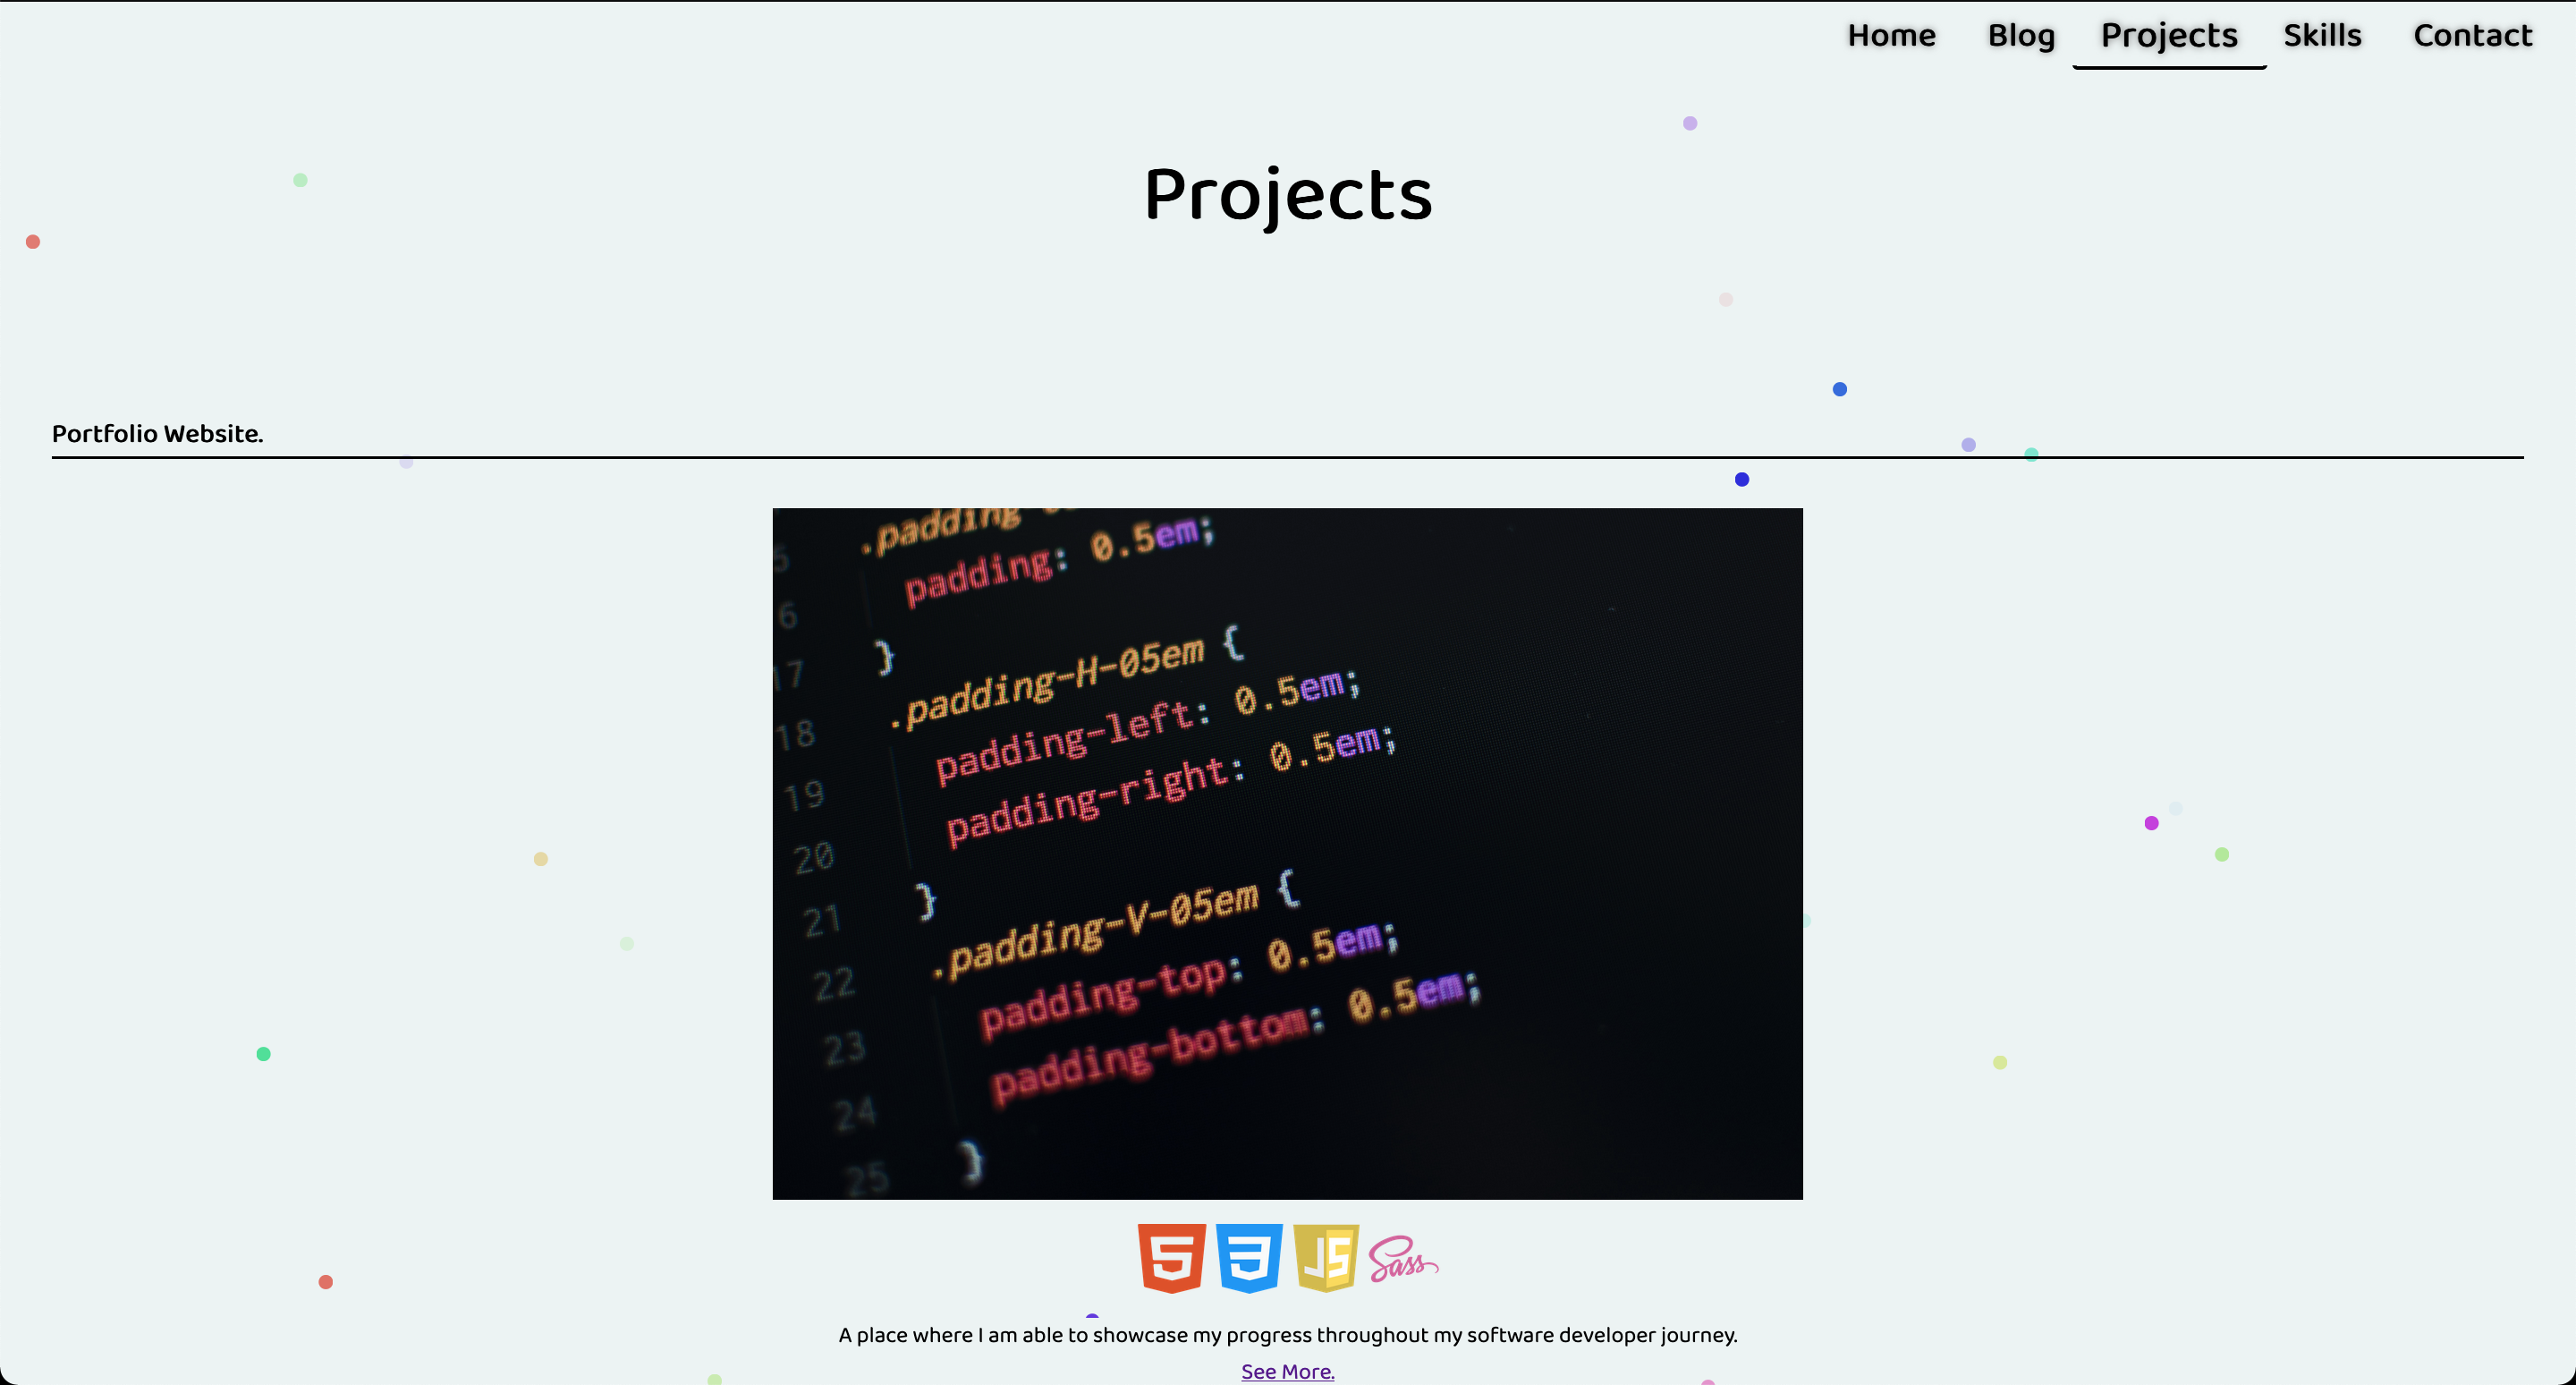 Home Blog Projects Skills Contact
Projects
Portfolio Website.
padding: 0.5em;
6
}
17
.padding-H-05em {
18
padding-left: 0.5em;
19
padding-right: 0.5em;
20
}
21
.padding-V-05em {
22
padding-top: 0.5em;
23
padding-bottom: 0.5em;
24
}
25
JS Sass
A place where I am able to showcase my progress throughout my software developer journey.
See More.